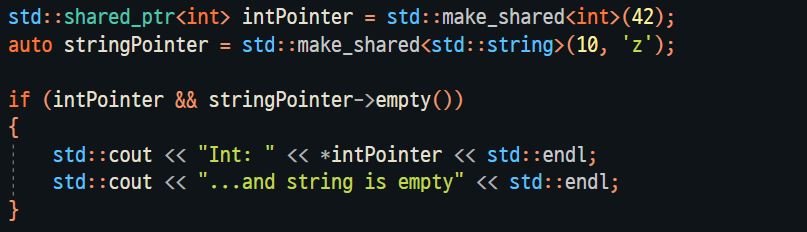 std::shared_ptr<int> intPointer = std::make_shared<int>(42);
auto stringPointer = std::make_shared<std::string>(10, 'z');
if (intPointer && stringPointer->empty())
{
    std::cout << "Int: " << *intPointer << std::endl;
    std::cout << "...and string is empty" << std::endl;
}